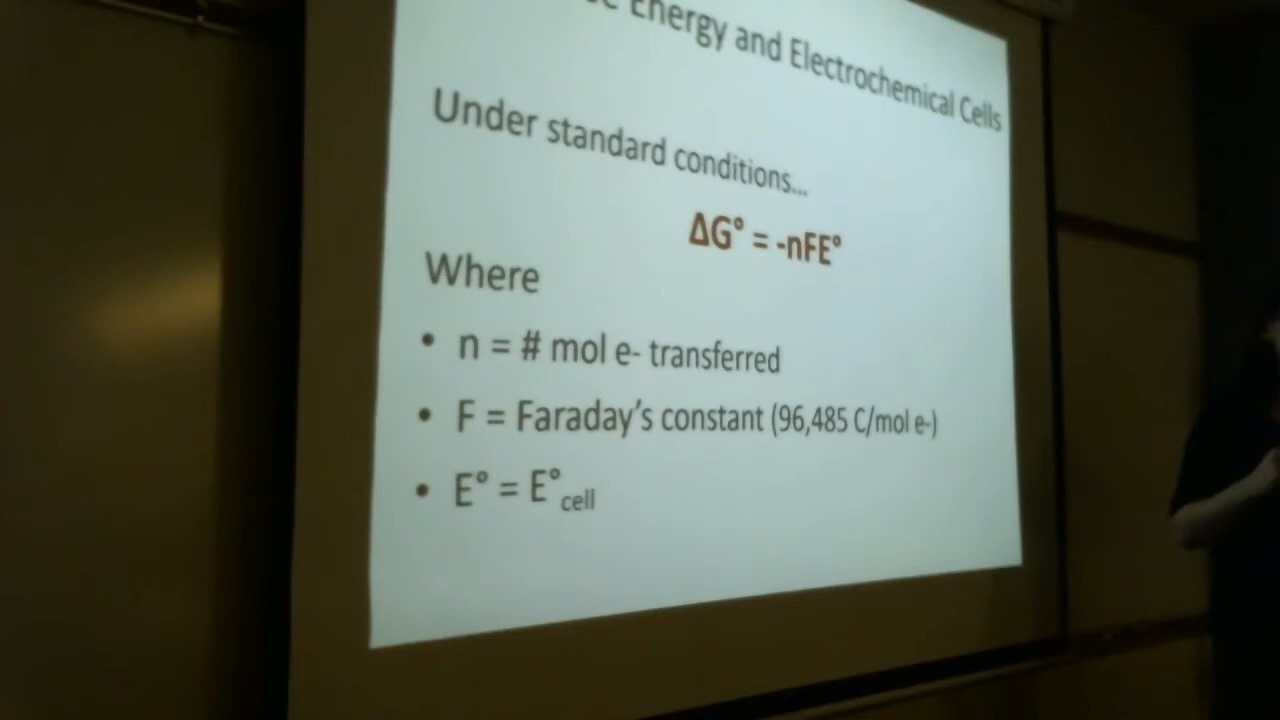 Energy and Electrochemical Cells
Under standard conditions...
ΔG° = -nFE°
Where
• n = # mol e- transferred
• F = Faraday's constant (96,485 C/mol e-)
• E° = E°cell